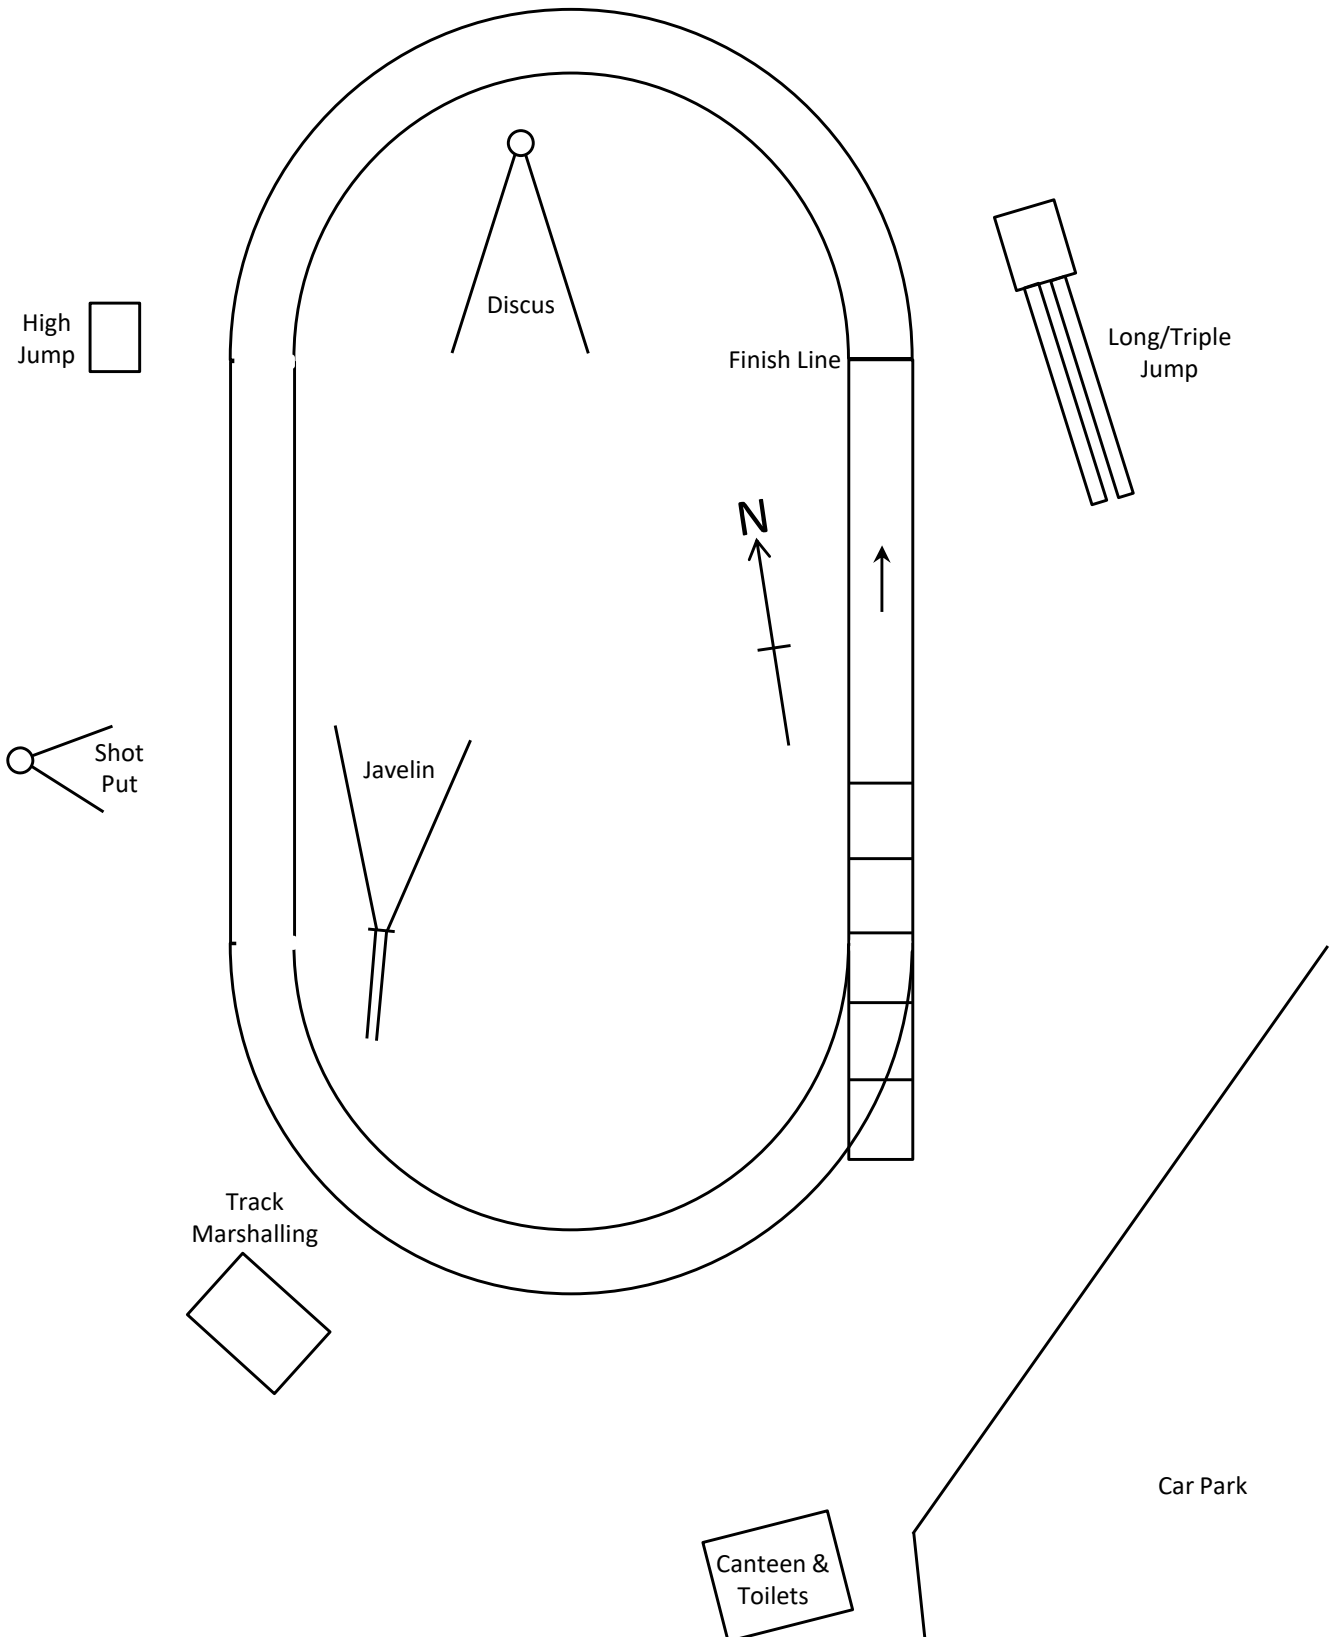 Discus
High
Jump
Finish Line
Long/Triple
Jump
N
Shot
Put
Javelin
Track
Marshalling
Car Park
Canteen &
Toilets